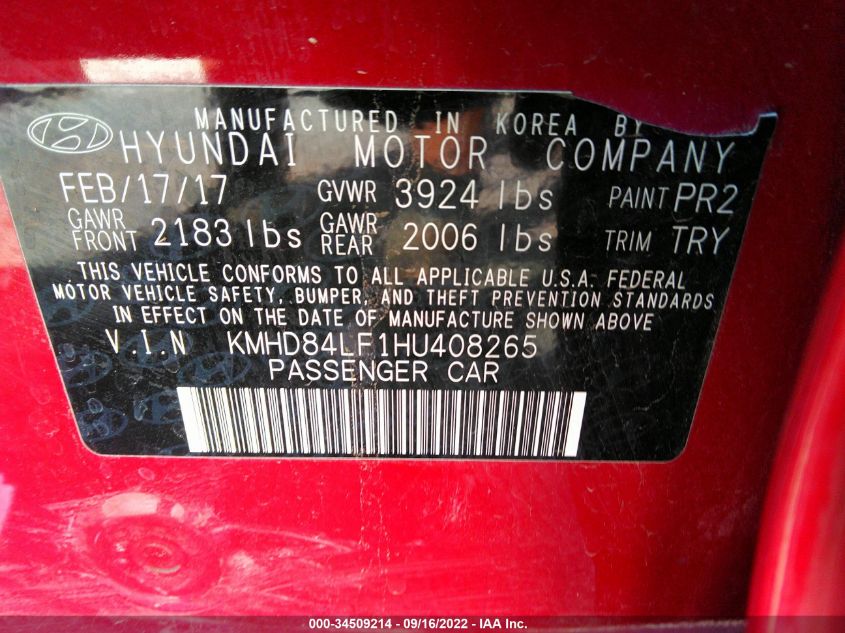 MANUFACTURED IN KOREA BY
HYUNDAI MOTOR COMPANY
FEB/17/17 GVWR 3924 lbs PAINT PR2
GAWR FRONT 2183 lbs GAWR REAR 2006 lbs TRIM TRY
THIS VEHICLE CONFORMS TO ALL APPLICABLE U.S.A. FEDERAL
MOTOR VEHICLE SAFETY, BUMPER, AND THEFT PREVENTION STANDARDS
IN EFFECT ON THE DATE OF MANUFACTURE SHOWN ABOVE
V.I.N KMHD84LF1HU408265
PASSENGER CAR
000-34509214 - 09/16/2022 - IAA Inc.